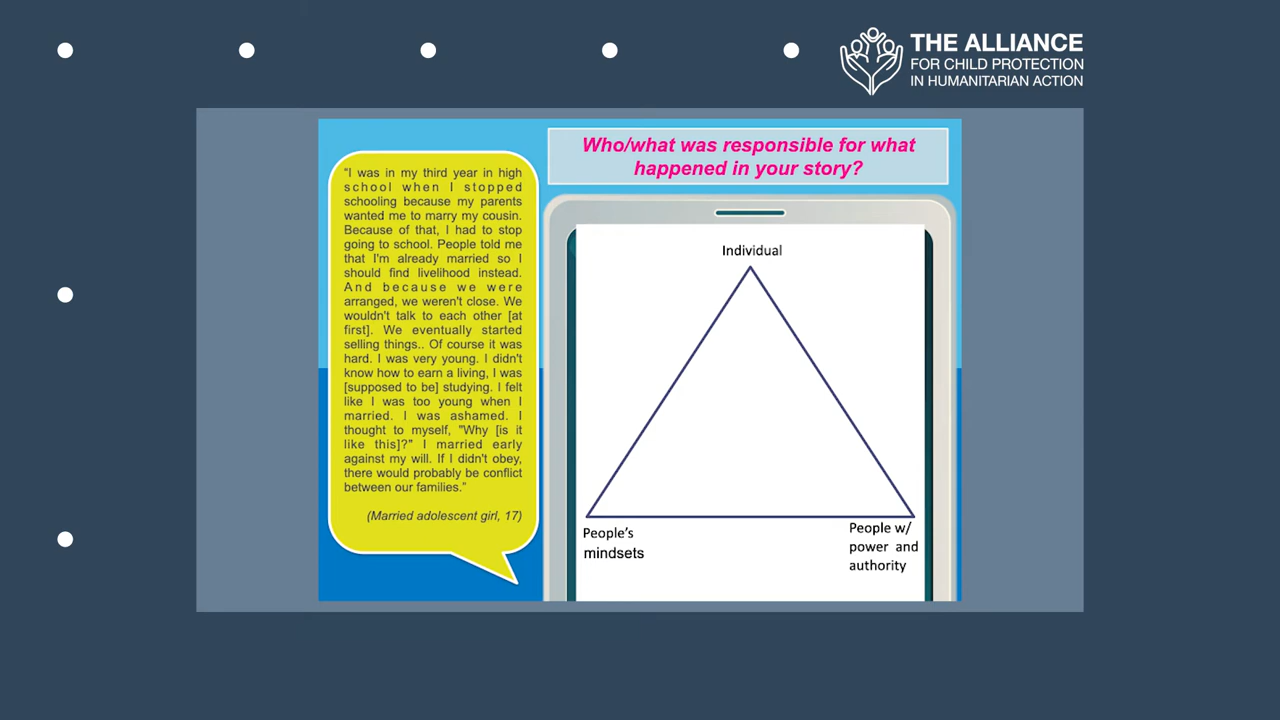 THE ALLIANCE
FOR CHILD PROTECTION
IN HUMANITARIAN ACTION
Who/what was responsible for what
happened in your story?
"I was in my third year in high
school when I stopped
schooling because my parents
wanted me to marry my cousin.
Because of that, I had to stop
going to school. People told me
that I'm already married so I
should find livelihood instead.
And because we were
arranged, we weren't close. We
wouldn't talk to each other [at
first]. We eventually started
selling things.. Of course it was
hard. I was very young. I didn't
know how to earn a living, I was
[supposed to be] studying. I felt
like I was too young when I
married. I was ashamed. I
thought to myself, "Why [is it
like this]?" I married early
against my will. If I didn't obey,
there would probably be conflict
between our families."
(Married adolescent girl, 17)
Individual
People's
mindsets
People w/
power and
authority